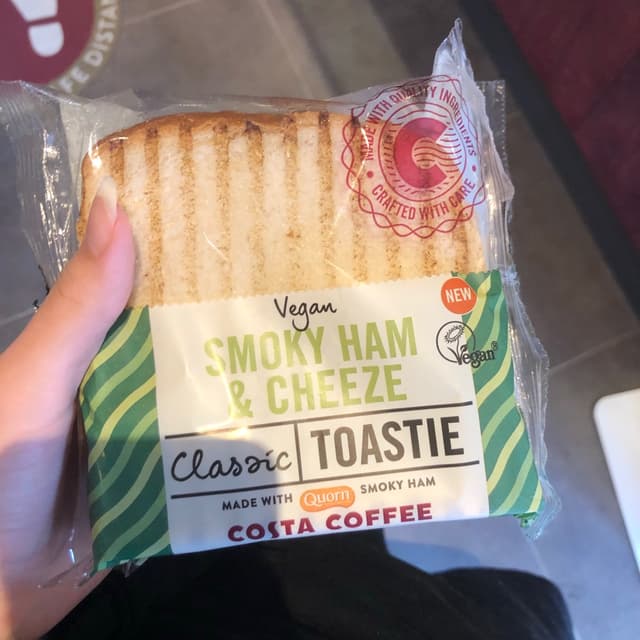 E DISTAN
MADE WITH QUALITY INGREDIENTS
C
CRAFTED WITH CARE
NEW
Vegan
Vegan®
SMOKY HAM
& CHEEZE
Classic TOASTIE
MADE WITH Quorn SMOKY HAM
COSTA COFFEE